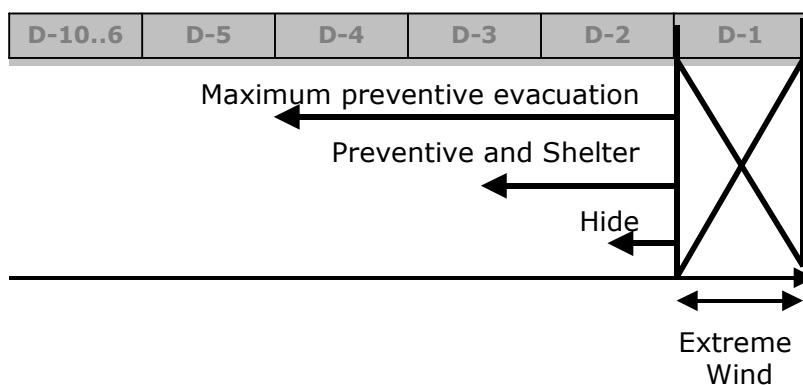 D-10..6 D-5 D-4 D-3 D-2 D-1
Maximum preventive evacuation
Preventive and Shelter
Hide
Extreme
Wind